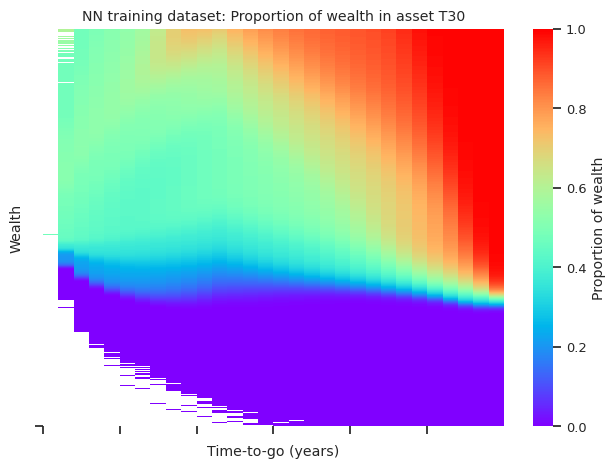 NN training dataset: Proportion of wealth in asset T30
Wealth
Time-to-go (years)
1.0
0.8
0.6
0.4
0.2
0.0
Proportion of wealth